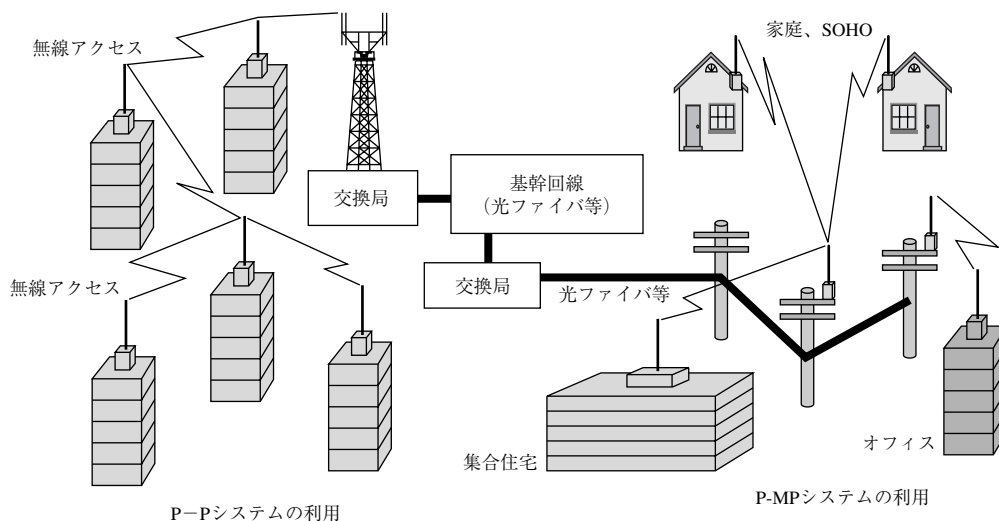 無線アクセス
家庭、SOHO
交換局
基幹回線
（光ファイバ等）
無線アクセス
交換局
光ファイバ等
集合住宅
オフィス
P－Pシステムの利用
P-MPシステムの利用